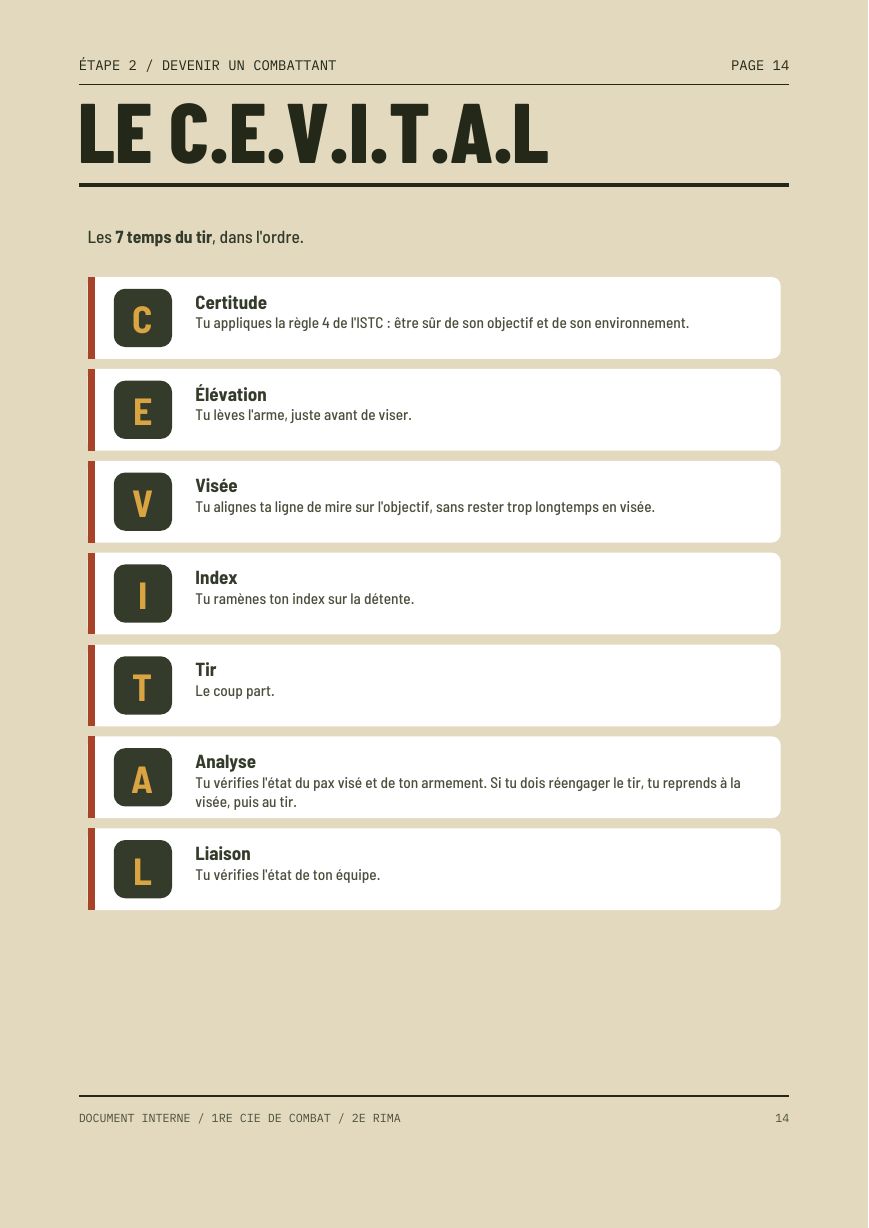 ÉTAPE 2 / DEVENIR UN COMBATTANT
PAGE 14
LE C.E.V.I.T.A.L
Les 7 temps du tir, dans l'ordre.
C
Certitude
Tu appliques la règle 4 de l'ISTC : être sûr de son objectif et de son environnement.
E
Élévation
Tu lèves l'arme, juste avant de viser.
V
Visée
Tu alignes ta ligne de mire sur l'objectif, sans rester trop longtemps en visée.
I
Index
Tu ramènes ton index sur la détente.
T
Tir
Le coup part.
A
Analyse
Tu vérifies l'état du pax visé et de ton armement. Si tu dois réengager le tir, tu reprends à la
visée, puis au tir.
L
Liaison
Tu vérifies l'état de ton équipe.
DOCUMENT INTERNE / 1RE CIE DE COMBAT / 2E RIMA
14